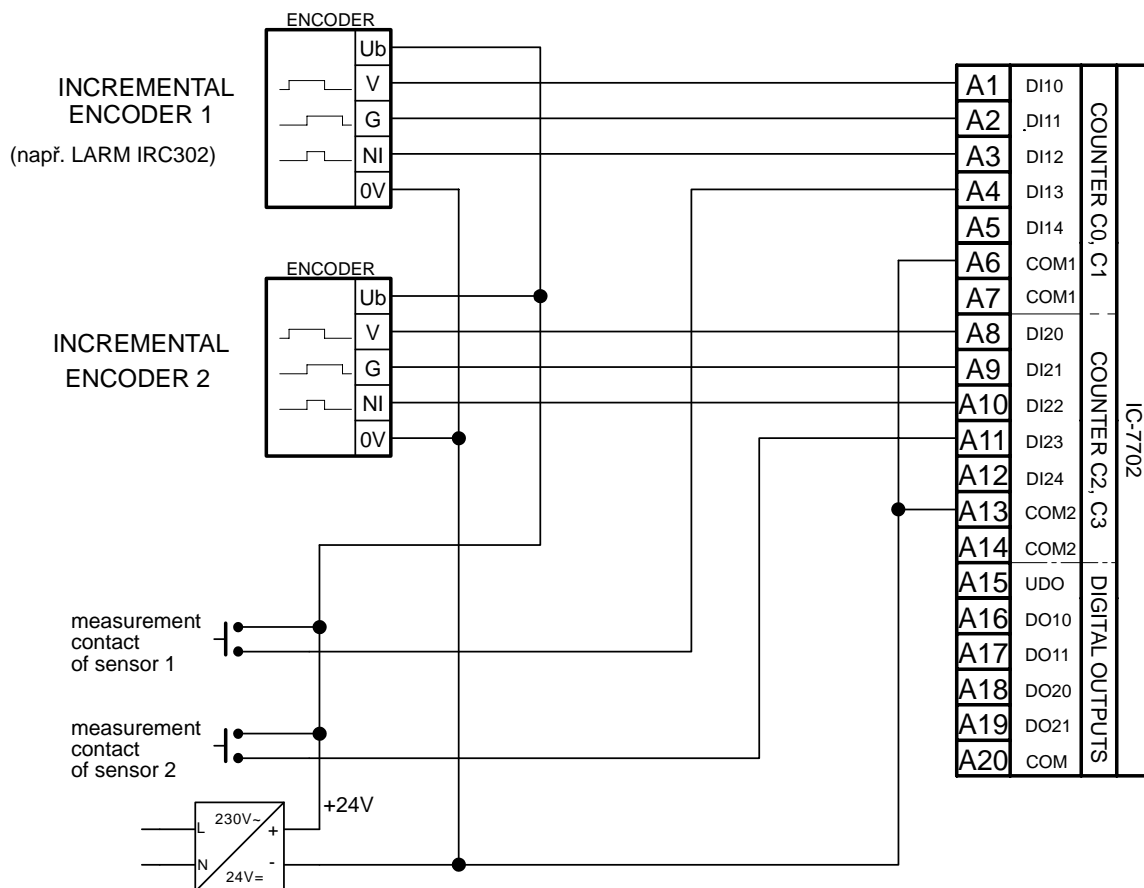 ENCODER
INCREMENTAL
ENCODER 1
(např. LARM IRC302)
Ub
V
G
NI
0V
ENCODER
INCREMENTAL
ENCODER 2
Ub
V
G
NI
0V
measurement
contact
of sensor 1
measurement
contact
of sensor 2
+24V
L
N
230V~
24V=
+
-
A1 DI10
A2 DI11
A3 DI12
A4 DI13
A5 DI14
A6 COM1
A7 COM1
A8 DI20
A9 DI21
A10 DI22
A11 DI23
A12 DI24
A13 COM2
A14 COM2
A15 UDO
A16 DO10
A17 DO11
A18 DO20
A19 DO21
A20 COM
COUNTER C0, C1
COUNTER C2, C3
DIGITAL OUTPUTS
IC-7702